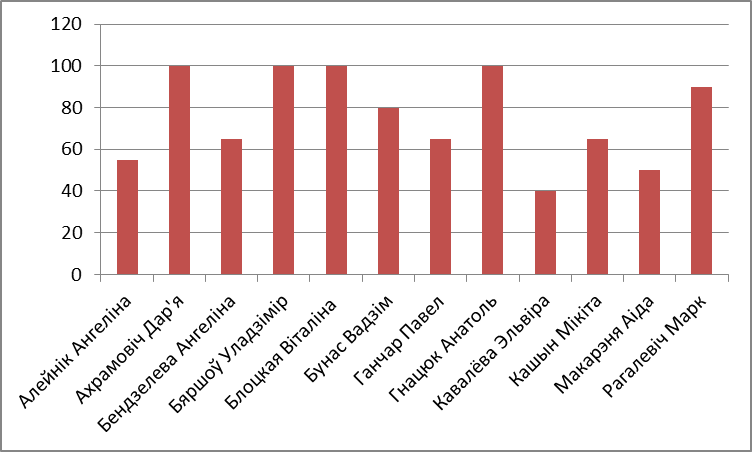 120
100
80
60
40
20
0
Алейнік Ангеліна
Ахрамовіч Дар'я
Бендзелева Ангеліна
Бяршоў Уладзімір
Блоцкая Віталіна
Бунас Вадзім
Ганчар Павел
Гнацюк Анатоль
Кавалёва Эльвіра
Кашын Мікіта
Макарэня Аіда
Рагалевіч Марк